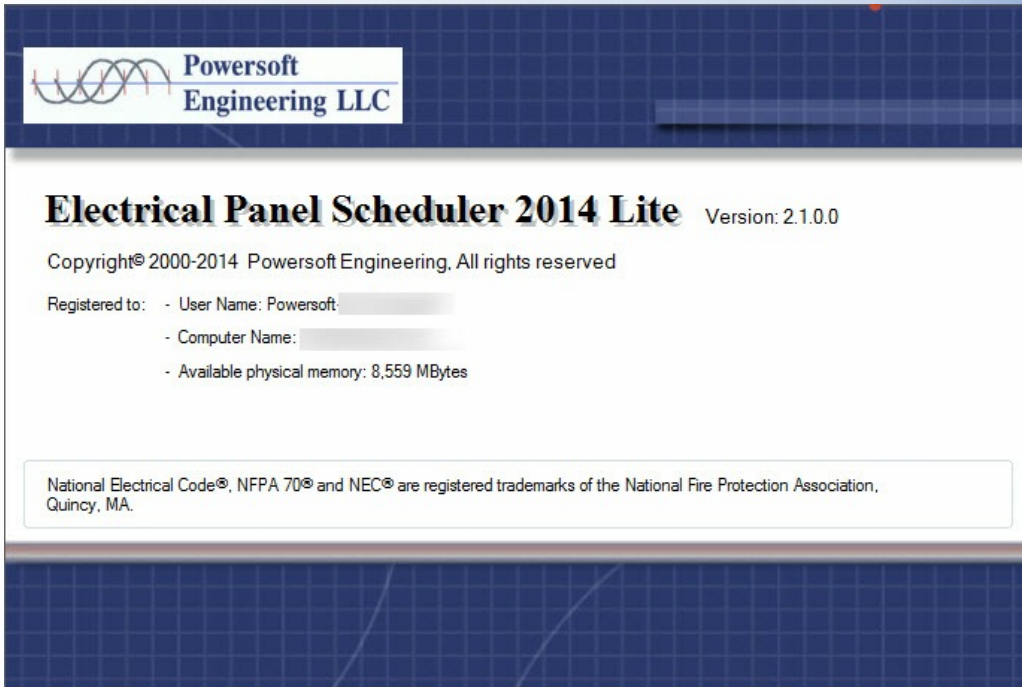 Powersoft
Engineering LLC
Electrical Panel Scheduler 2014 Lite Version: 2.1.0.0
Copyright© 2000-2014 Powersoft Engineering, All rights reserved
Registered to: - User Name: Powersoft-
- Computer Name:
- Available physical memory: 8,559 MBytes
National Electrical Code®, NFPA 70® and NEC® are registered trademarks of the National Fire Protection Association,
Quincy, MA.